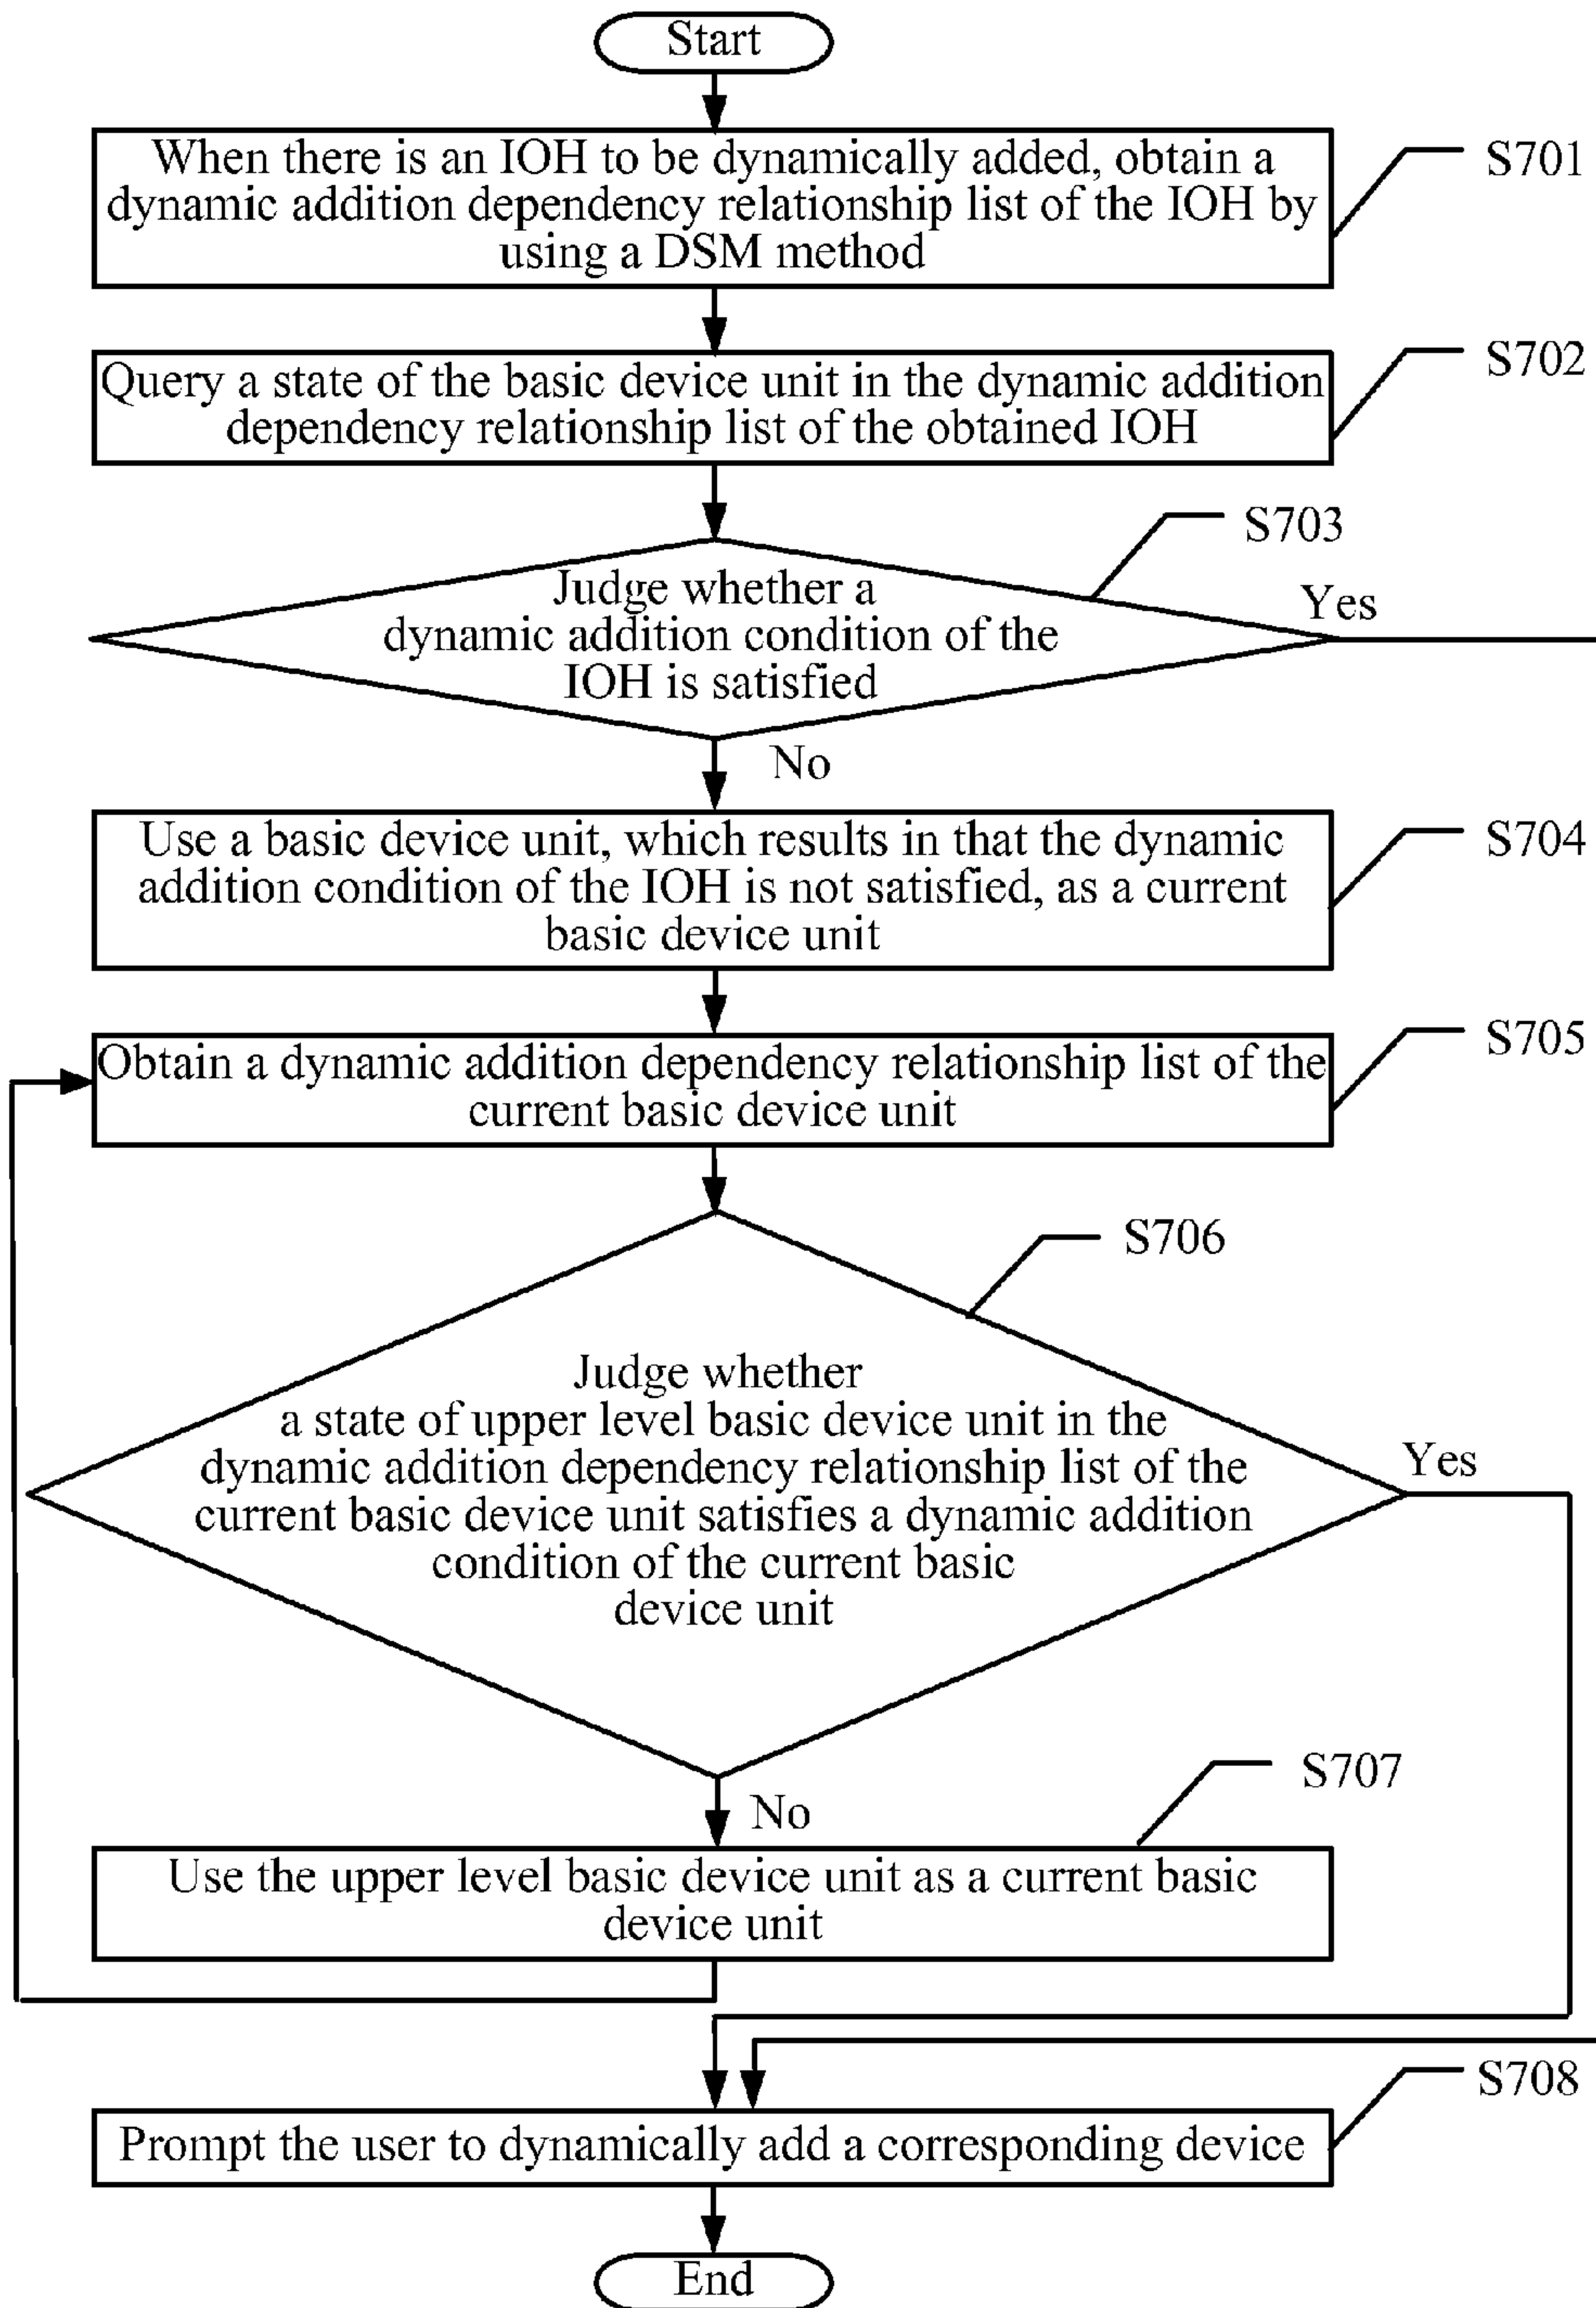 Start
When there is an IOH to be dynamically added, obtain a
dynamic addition dependency relationship list of the IOH by
using a DSM method
S701
Query a state of the basic device unit in the dynamic addition
dependency relationship list of the obtained IOH
S702
S703
Judge whether a
dynamic addition condition of the
IOH is satisfied
Yes
No
Use a basic device unit, which results in that the dynamic
addition condition of the IOH is not satisfied, as a current
basic device unit
S704
Obtain a dynamic addition dependency relationship list of the
current basic device unit
S705
S706
Judge whether
a state of upper level basic device unit in the
dynamic addition dependency relationship list of the
current basic device unit satisfies a dynamic addition
condition of the current basic
device unit
Yes
No
S707
Use the upper level basic device unit as a current basic
device unit
S708
Prompt the user to dynamically add a corresponding device
End